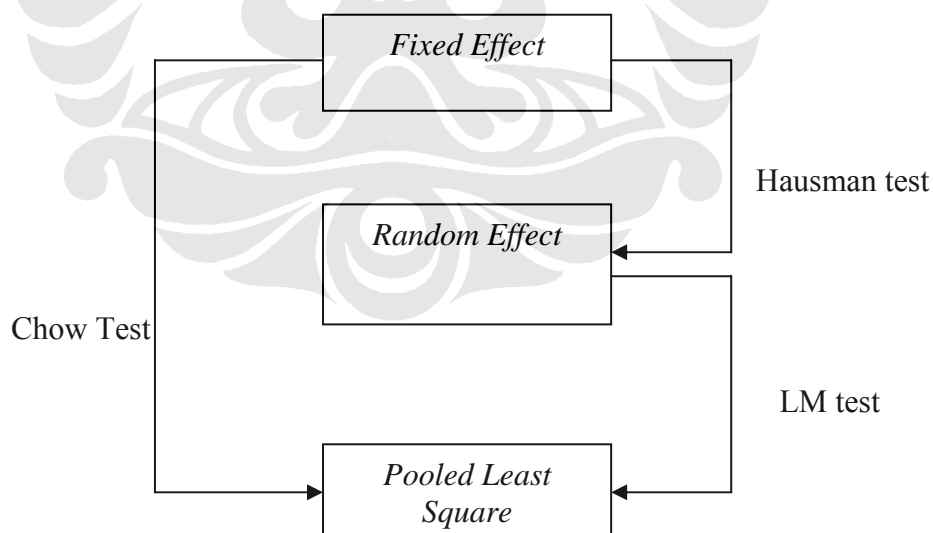 Fixed Effect
Hausman test
Random Effect
Chow Test
LM test
Pooled Least
Square